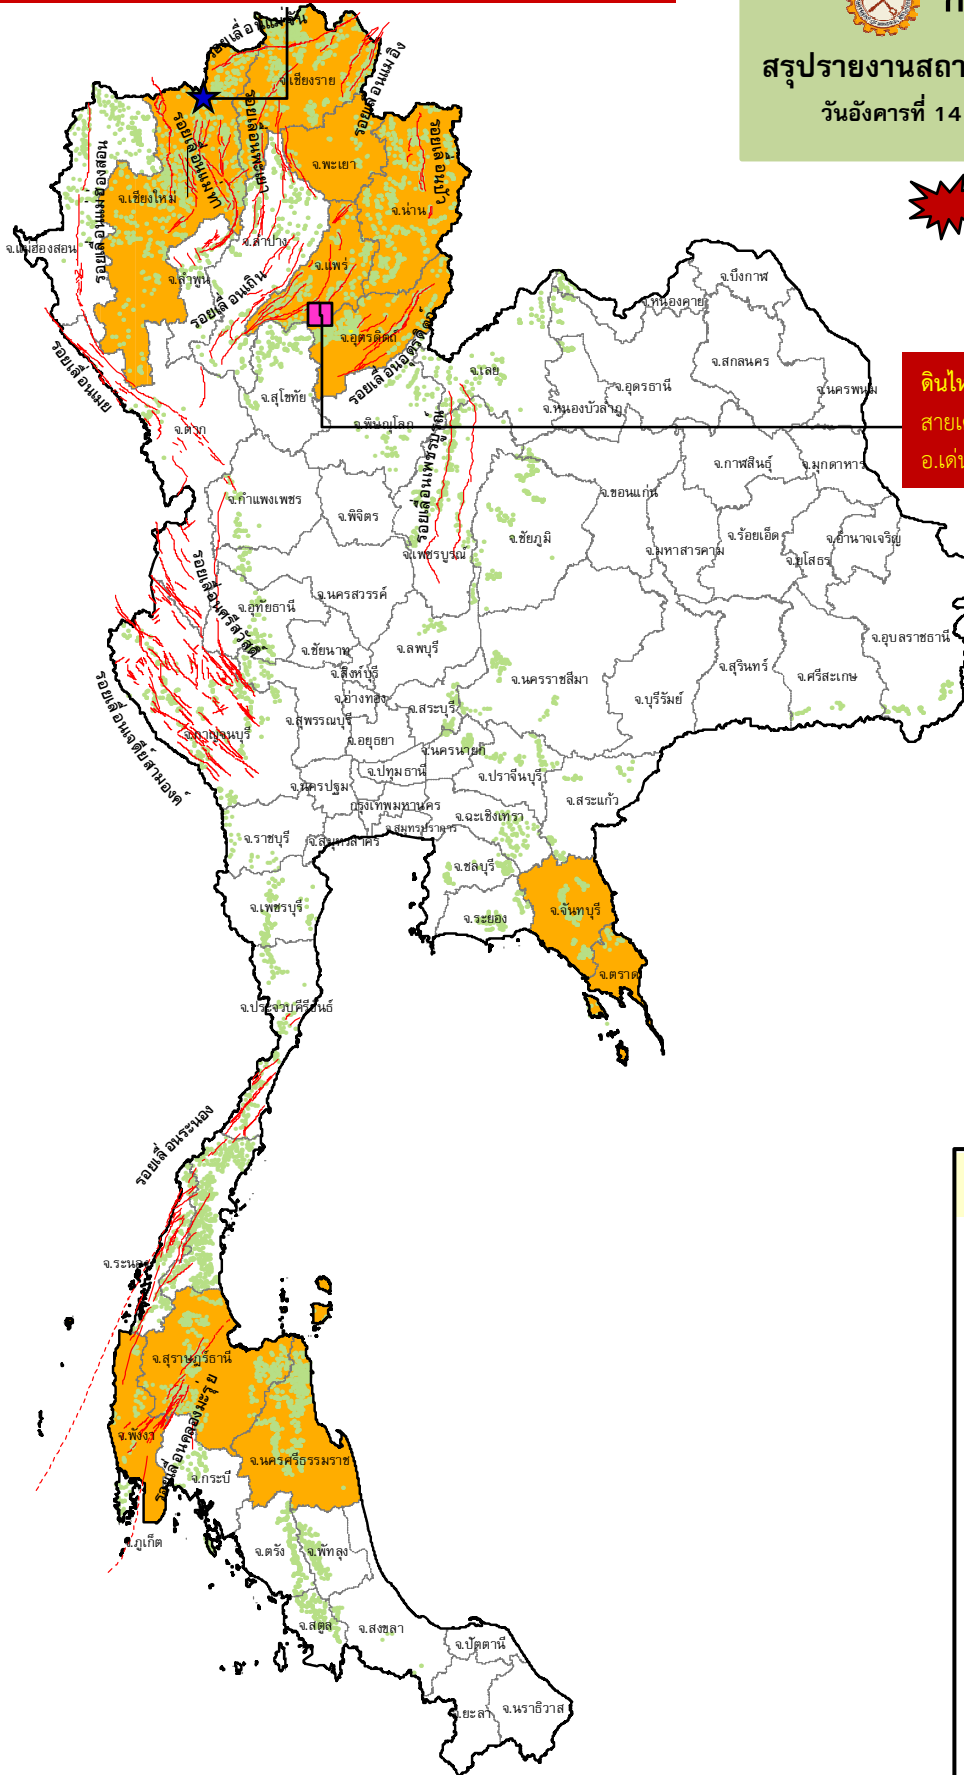 สรุปรายงานสถา
วันอังคารที่ 14
รอยเลื่อนแม่จัน
จ.เชียงราย
รอยเลื่อนแม่อิง
รอยเลื่อนแม่ฮ่องสอน
รอยเลื่อนแม่ทา
รอยเลื่อนพะเยา
จ.พะเยา
รอยเลื่อนปัว
จ.เชียงใหม่
จ.น่าน
จ.แม่ฮ่องสอน
จ.ลำปาง
จ.ลำพูน
จ.แพร่
รอยเลื่อนเถิน
1
จ.อุตรดิตถ์
รอยเลื่อนอุตรดิตถ์
รอยเลื่อนเมย
จ.บึงกาฬ
จ.หนองคาย
จ.เลย
จ.อุดรธานี
จ.สกลนคร
จ.นครพนม
จ.หนองบัวลำภู
ดินไห
สายเ
อ.เด่น
จ.สุโขทัย
จ.ตาก
จ.พิษณุโลก
รอยเลื่อนเพชรบูรณ์
จ.กำแพงเพชร
จ.พิจิตร
จ.ขอนแก่น
จ.กาฬสินธุ์
จ.มุกดาหาร
จ.เพชรบูรณ์
จ.ชัยภูมิ
จ.มหาสารคาม
จ.ร้อยเอ็ด
จ.ยโสธร
จ.อำนาจเจริญ
รอยเลื่อนศรีสวัสดิ์
จ.อุทัยธานี
จ.นครสวรรค์
จ.ชัยนาท
จ.ลพบุรี
จ.สิงห์บุรี
จ.อ่างทอง
จ.นครราชสีมา
จ.บุรีรัมย์
จ.สุรินทร์
จ.ศรีสะเกษ
จ.อุบลราชธานี
รอยเลื่อนเจดีย์สามองค์
จ.กาญจนบุรี
จ.สุพรรณบุรี
จ.สระบุรี
จ.อยุธยา
จ.นครนายก
จ.ปทุมธานี
จ.ปราจีนบุรี
จ.นครปฐม
กรุงเทพมหานคร
จ.สระแก้ว
จ.ฉะเชิงเทรา
จ.สมุทรปราการ
จ.ราชบุรี
จ.สมุทรสาคร
จ.ชลบุรี
จ.เพชรบุรี
จ.ระยอง
จ.จันทบุรี
จ.ตราด
จ.ประจวบคีรีขันธ์
รอยเลื่อนระนอง
จ.ระนอง
จ.สุราษฎร์ธานี
รอยเลื่อนคลองมะรุ่ย
จ.พังงา
จ.กระบี่
จ.นครศรีธรรมราช
จ.ภูเก็ต
จ.ตรัง
จ.พัทลุง
จ.สตูล
จ.สงขลา
จ.ปัตตานี
จ.ยะลา
จ.นราธิวาส